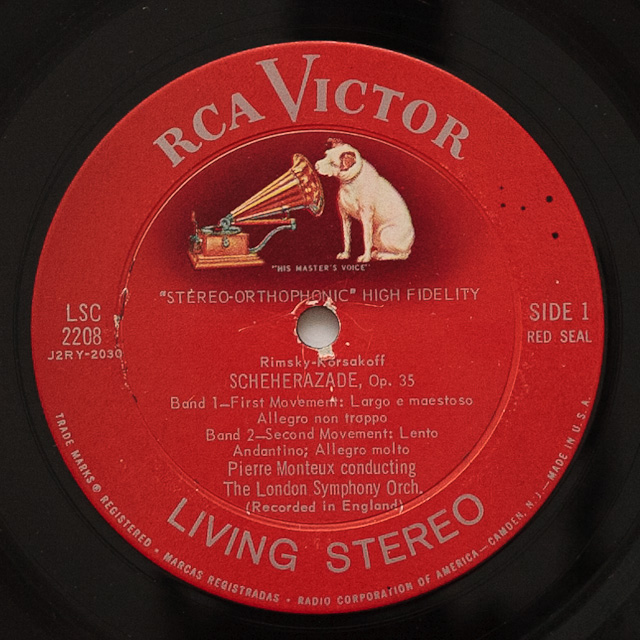 RCA VICTOR
"HIS MASTER'S VOICE"
"STEREO-ORTHOPHONIC" HIGH FIDELITY
LSC
2208
J2RY-2030
SIDE 1
RED SEAL
Rimsky-Korsakoff
SCHEHERAZADE, Op. 35
Band 1—First Movement: Largo e maestoso
Allegro non troppo
Band 2—Second Movement: Lento
Andantino; Allegro molto
Pierre Monteux conducting
The London Symphony Orch.
(Recorded in England)
LIVING STEREO
TRADE MARKS ® REGISTERED • MARCAS REGISTRADAS • RADIO CORPORATION OF AMERICA—CAMDEN, N. J.—MADE IN U. S. A.